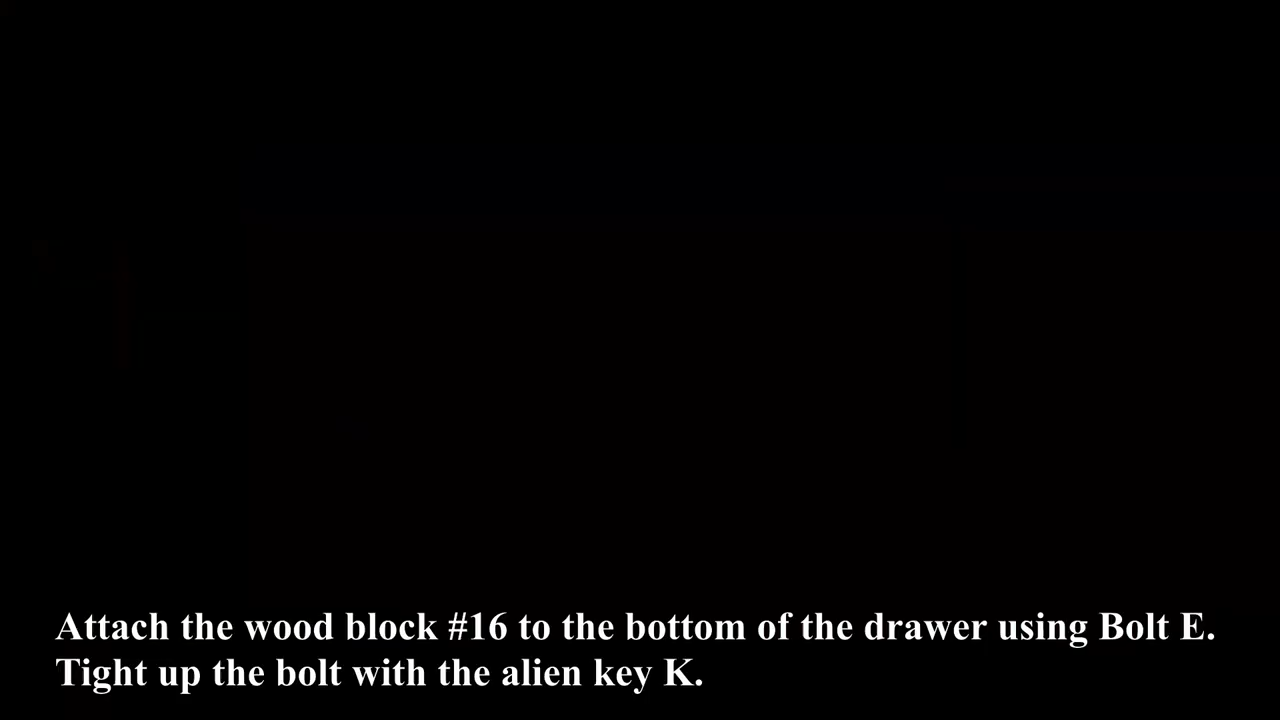 Attach the wood block #16 to the bottom of the drawer using Bolt E.
Tight up the bolt with the alien key K.